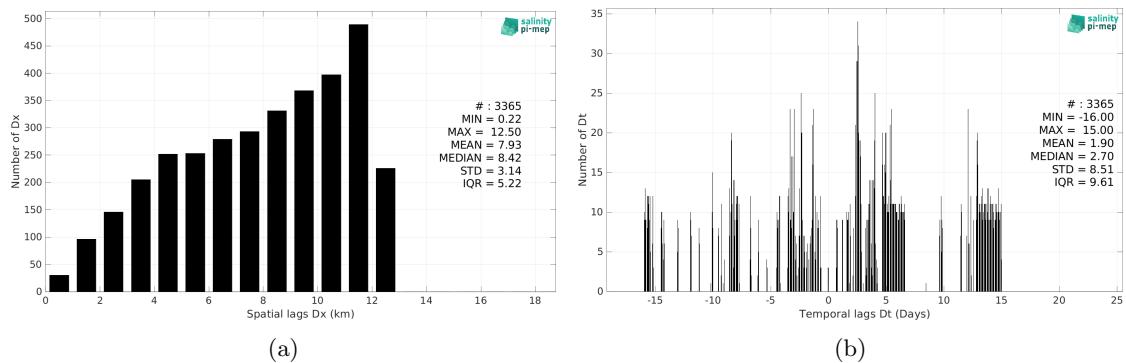 500
450
400
350
300
250
200
150
100
50
0
Number of Dx
0 2 4 6 8 10 12 14 16 18
Spatial lags Dx (km)
salinity
pi-mep
# : 3365
MIN = 0.22
MAX = 12.50
MEAN = 7.93
MEDIAN = 8.42
STD = 3.14
IQR = 5.22
(a)
35
30
25
20
15
10
5
0
Number of Dt
-15 -10 -5 0 5 10 15 20 25
Temporal lags Dt (Days)
salinity
pi-mep
# : 3365
MIN = -16.00
MAX = 15.00
MEAN = 1.90
MEDIAN = 2.70
STD = 8.51
IQR = 9.61
(b)